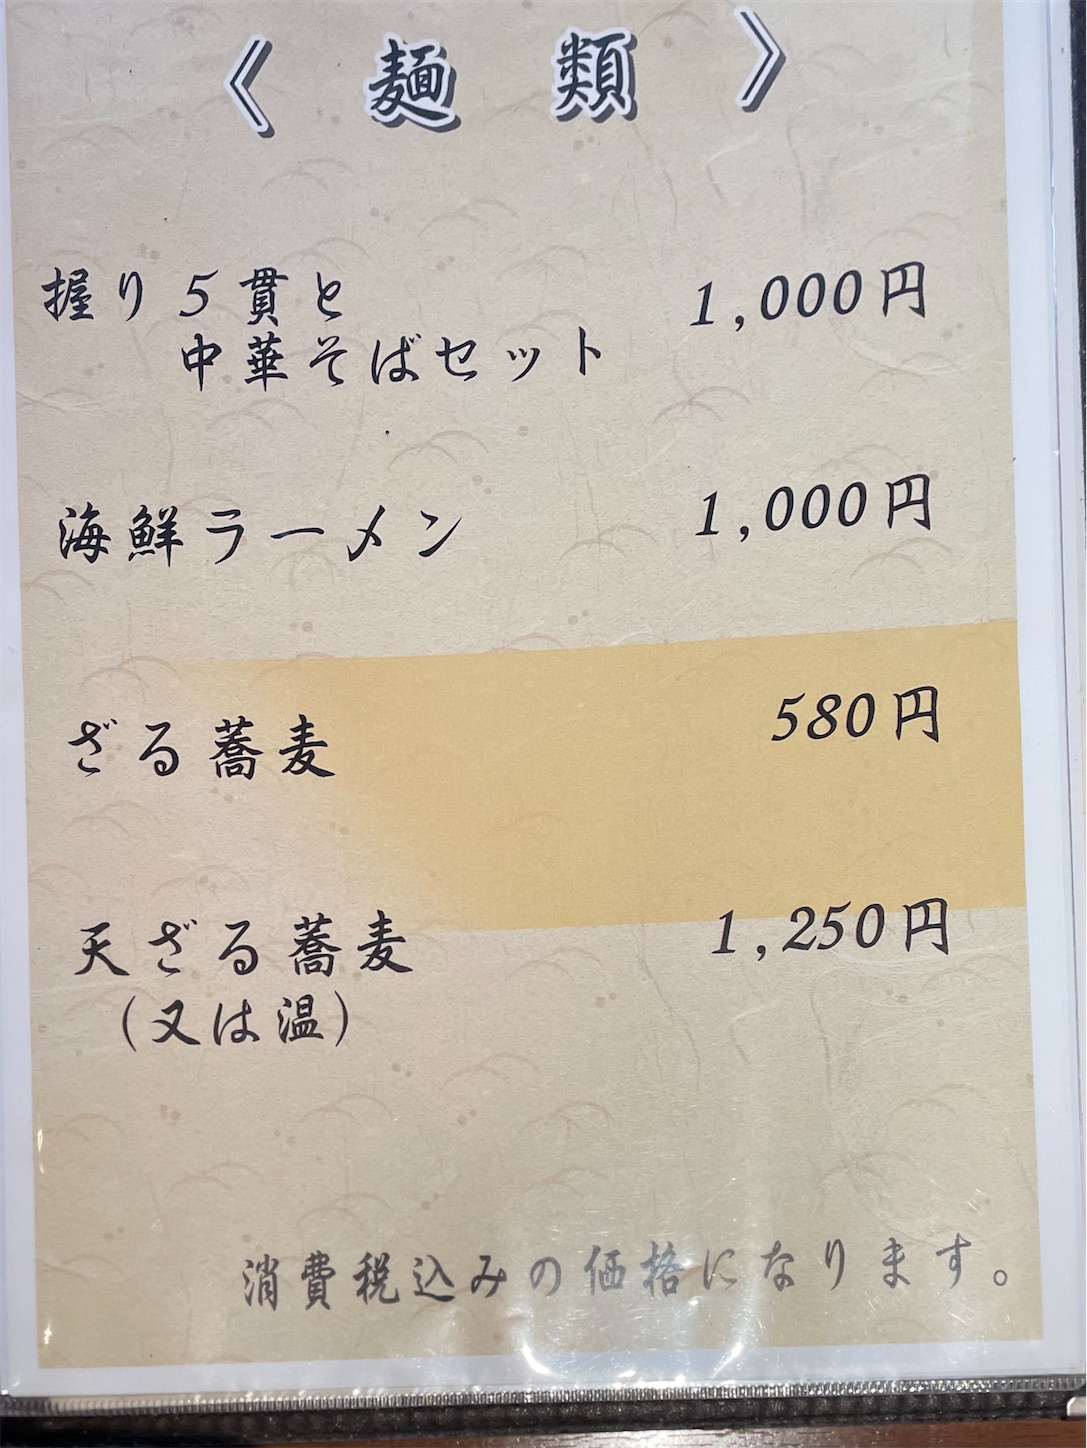 《 麺 類 》
握り５貫と 1,000円
中華そばセット
海鮮ラーメン 1,000円
ざる蕎麦 580円
天ざる蕎麦 1,250円
（又は温）
消費税込みの価格になります。